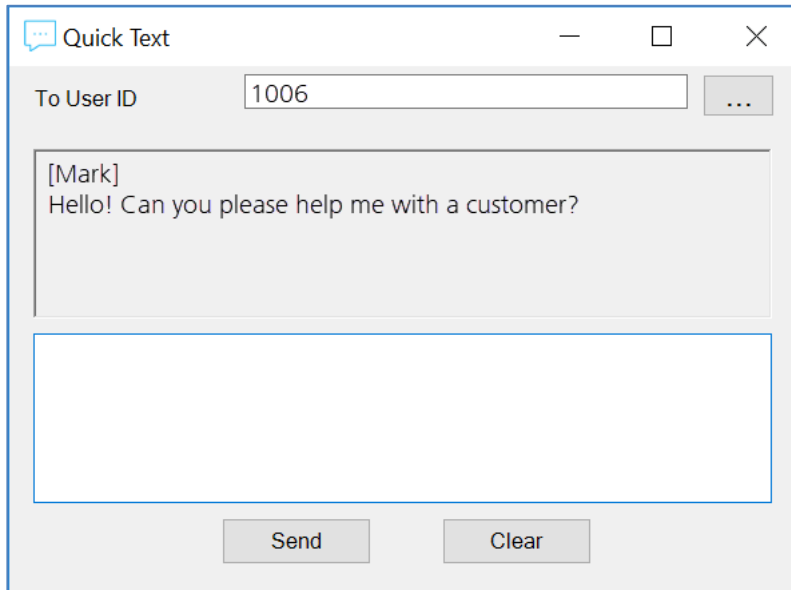 Quick Text
To User ID
1006
...
[Mark]
Hello! Can you please help me with a customer?
Send
Clear